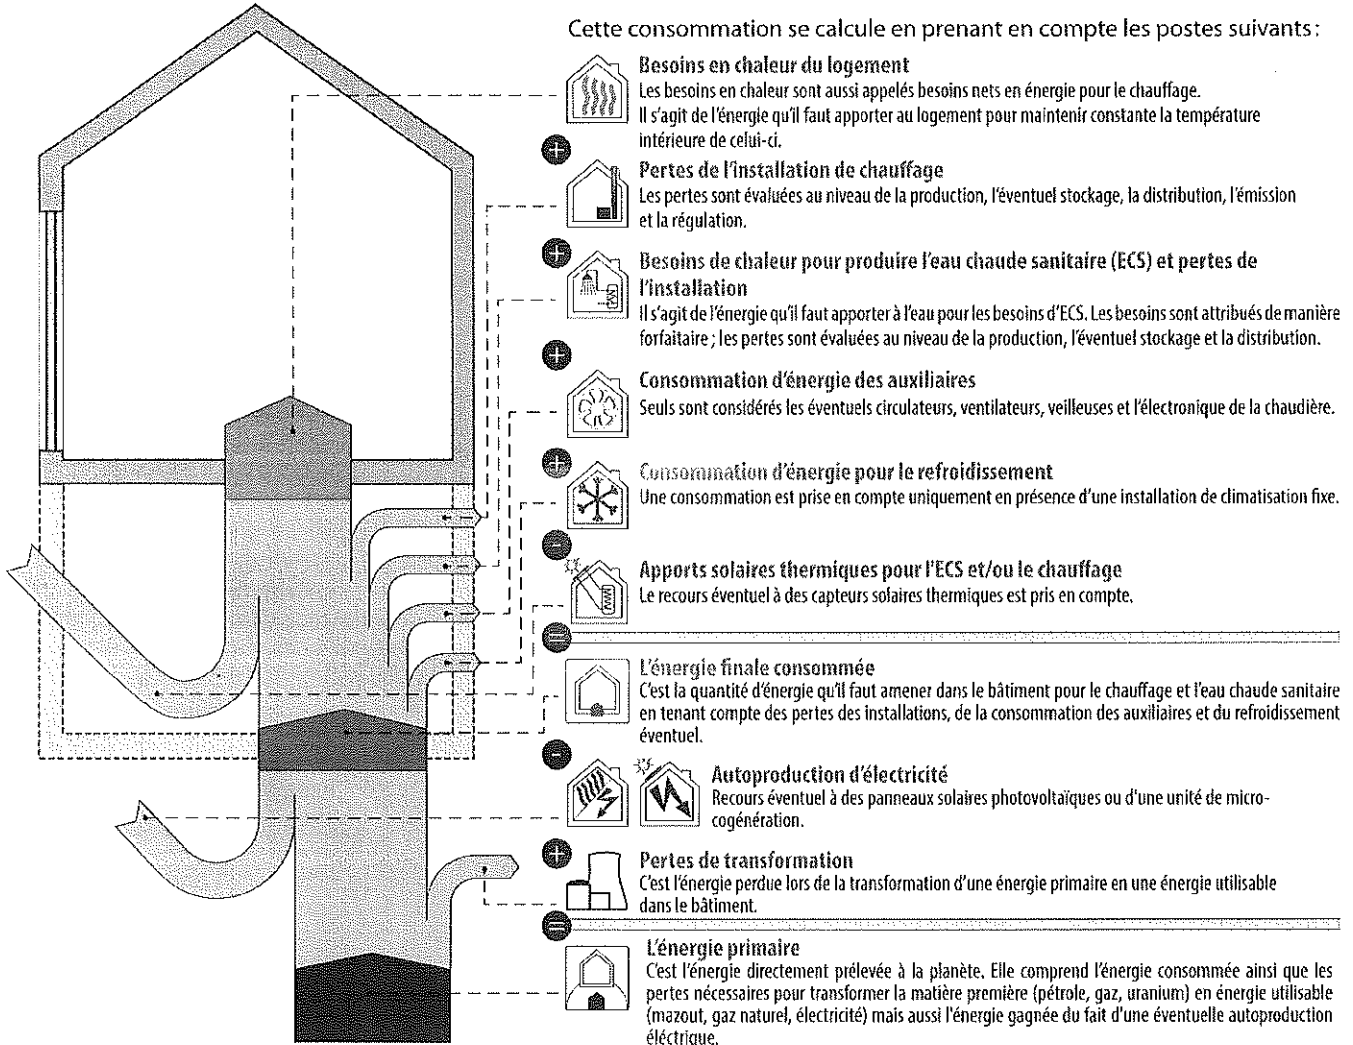 Cette consommation se calcule en prenant en compte les postes suivants :
Besoins en chaleur du logement
Les besoins en chaleur sont aussi appelés besoins nets en énergie pour le chauffage.
Il s'agit de l'énergie qu'il faut apporter au logement pour maintenir constante la température
intérieure de celui-ci.
+
Pertes de l'installation de chauffage
Les pertes sont évaluées au niveau de la production, l'éventuel stockage, la distribution, l'émission
et la régulation.
+
Besoins de chaleur pour produire l'eau chaude sanitaire (ECS) et pertes de
l'installation
Il s'agit de l'énergie qu'il faut apporter à l'eau pour les besoins d'ECS. Les besoins sont attribués de manière
forfaitaire ; les pertes sont évaluées au niveau de la production, l'éventuel stockage et la distribution.
+
Consommation d'énergie des auxiliaires
Seuls sont considérés les éventuels circulateurs, ventilateurs, veilleuses et l'électronique de la chaudière.
+
Consommation d'énergie pour le refroidissement
Une consommation est prise en compte uniquement en présence d'une installation de climatisation fixe.
-
Apports solaires thermiques pour l'ECS et/ou le chauffage
Le recours éventuel à des capteurs solaires thermiques est pris en compte.
=
L'énergie finale consommée
C'est la quantité d'énergie qu'il faut amener dans le bâtiment pour le chauffage et l'eau chaude sanitaire
en tenant compte des pertes des installations, de la consommation des auxiliaires et du refroidissement
éventuel.
-
Autoproduction d'électricité
Recours éventuel à des panneaux solaires photovoltaïques ou d'une unité de micro-
cogénération.
+
Pertes de transformation
C'est l'énergie perdue lors de la transformation d'une énergie primaire en une énergie utilisable
dans le bâtiment.
=
L'énergie primaire
C'est l'énergie directement prélevée à la planète. Elle comprend l'énergie consommée ainsi que les
pertes nécessaires pour transformer la matière première (pétrole, gaz, uranium) en énergie utilisable
(mazout, gaz naturel, électricité) mais aussi l'énergie gagnée du fait d'une éventuelle autoproduction
éléctrique.